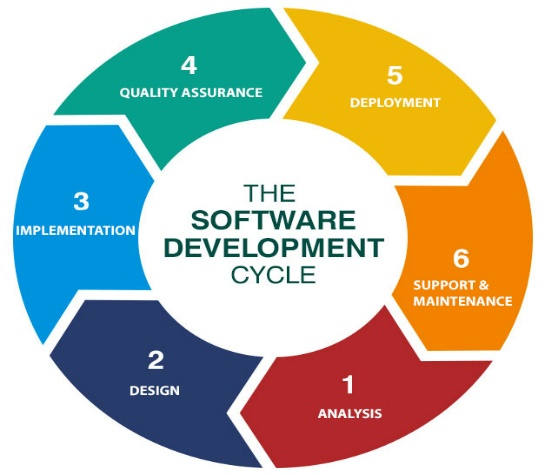 THE
SOFTWARE
DEVELOPMENT
CYCLE
1
ANALYSIS
2
DESIGN
3
IMPLEMENTATION
4
QUALITY ASSURANCE
5
DEPLOYMENT
6
SUPPORT &
MAINTENANCE